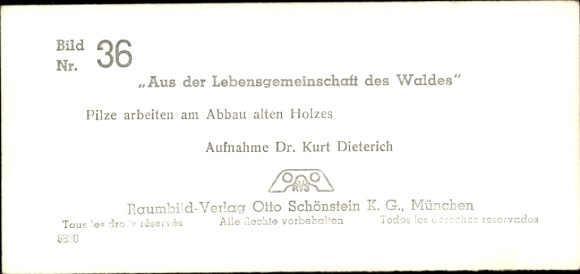 Bild
Nr. 36
„Aus der Lebensgemeinschaft des Waldes"
Pilze arbeiten am Abbau alten Holzes
Aufnahme Dr. Kurt Dieterich
RVS
Raumbild-Verlag Otto Schönstein K. G., München
Tous les droits réservés Alle Rechte vorbehalten Todos los derechos reservados